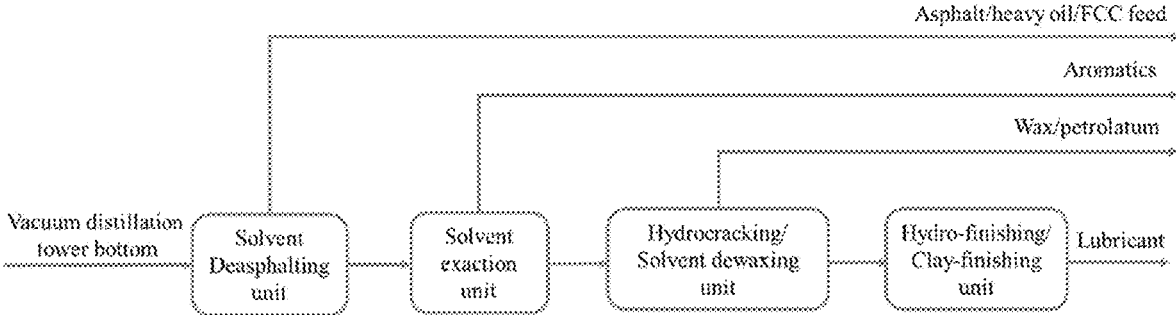 Asphalt/heavy oil/FCC feed
Aromatics
Wax/petrolatum
Vacuum distillation
tower bottom
Solvent
Deasphalting
unit
Solvent
exaction
unit
Hydrocracking/
Solvent dewaxing
unit
Hydro-finishing/
Clay-finishing
unit
Lubricant